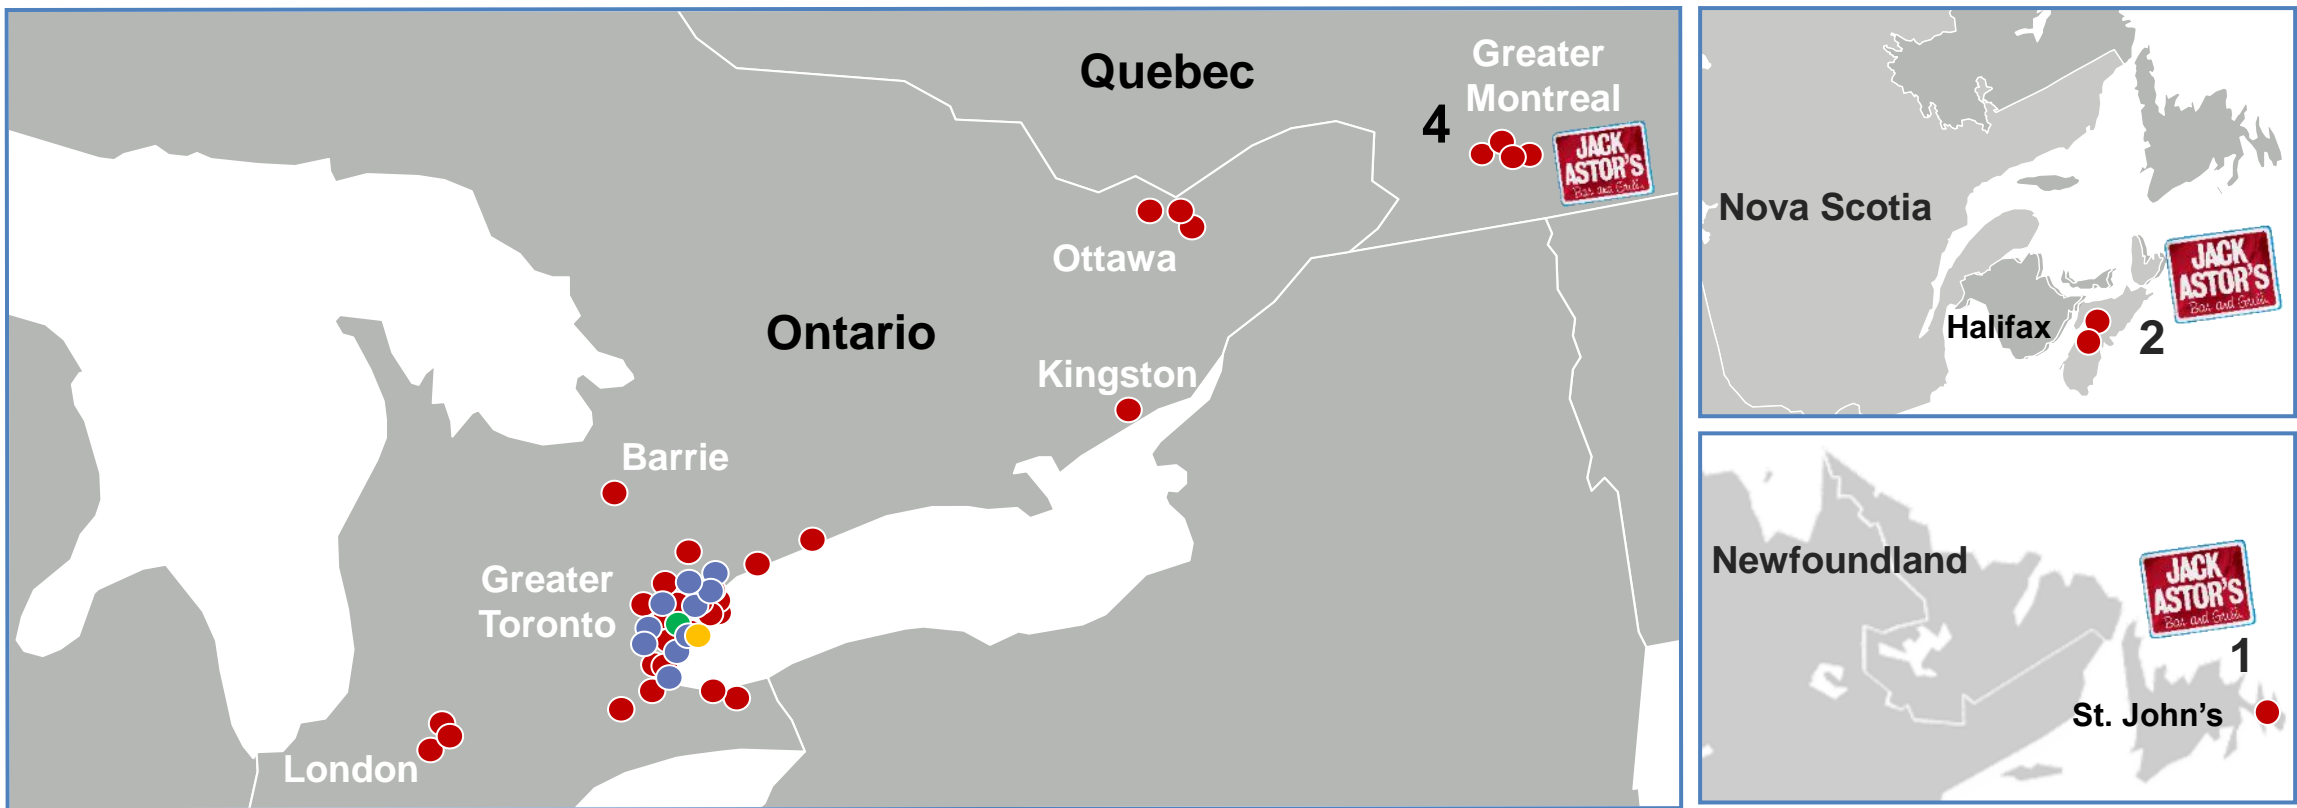 Quebec
Greater
Montreal
4
JACK
ASTOR'S
Bar and Grill
Ottawa
Ontario
Kingston
Barrie
Greater
Toronto
London
Nova Scotia
JACK
ASTOR'S
Bar and Grill
Halifax
2
Newfoundland
JACK
ASTOR'S
Bar and Grill
1
St. John’s